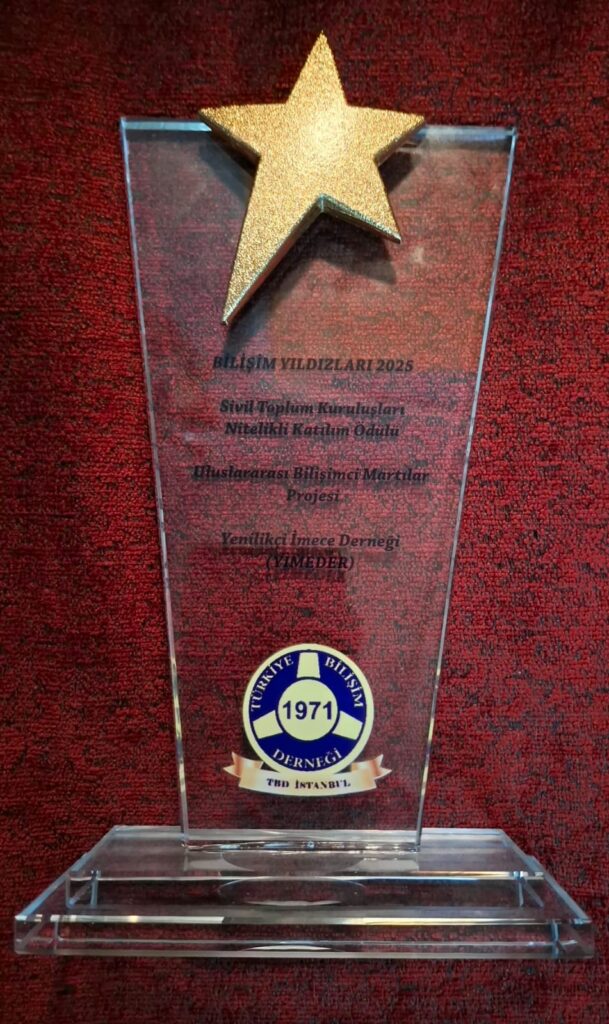 BİLİŞİM YILDIZLARI 2025
Sivil Toplum Kuruluşları
Nitelikli Katılım Ödülü
Uluslararası Bilişimci Martılar
Projesi
Yenilikçi İmece Derneği
(YİMEDER)
TÜRKİYE BİLİŞİM
1971
DERNEĞİ
TBD İSTANBUL